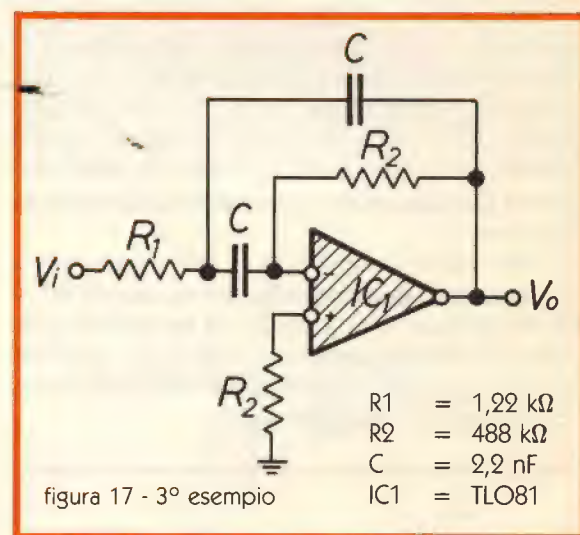 C
R2
R1
C
Vi
-
IC1
Vo
+
R2
R1 = 1,22 kΩ
R2 = 488 kΩ
C = 2,2 nF
IC1 = TLO81
figura 17 - 3° esempio